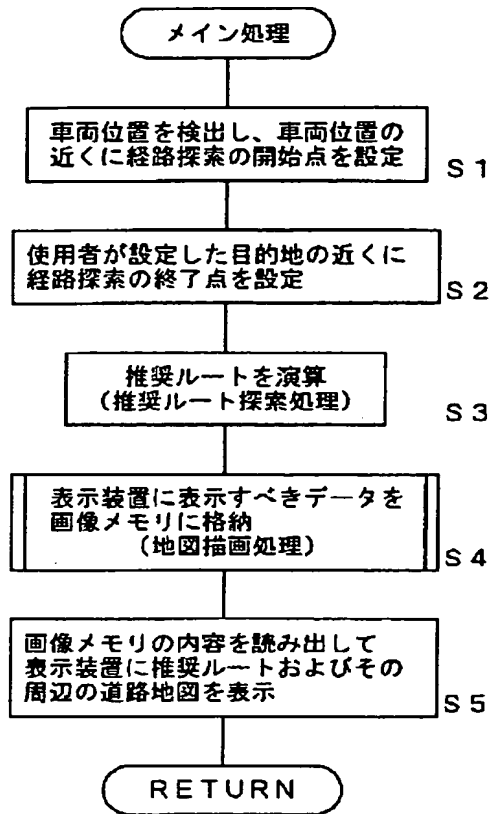 メイン処理
車両位置を検出し、車両位置の
近くに経路探索の開始点を設定
S1
使用者が設定した目的地の近くに
経路探索の終了点を設定
S2
推奨ルートを演算
(推奨ルート探索処理)
S3
表示装置に表示すべきデータを
画像メモリに格納
(地図描画処理)
S4
画像メモリの内容を読み出して
表示装置に推奨ルートおよびその
周辺の道路地図を表示
S5
RETURN